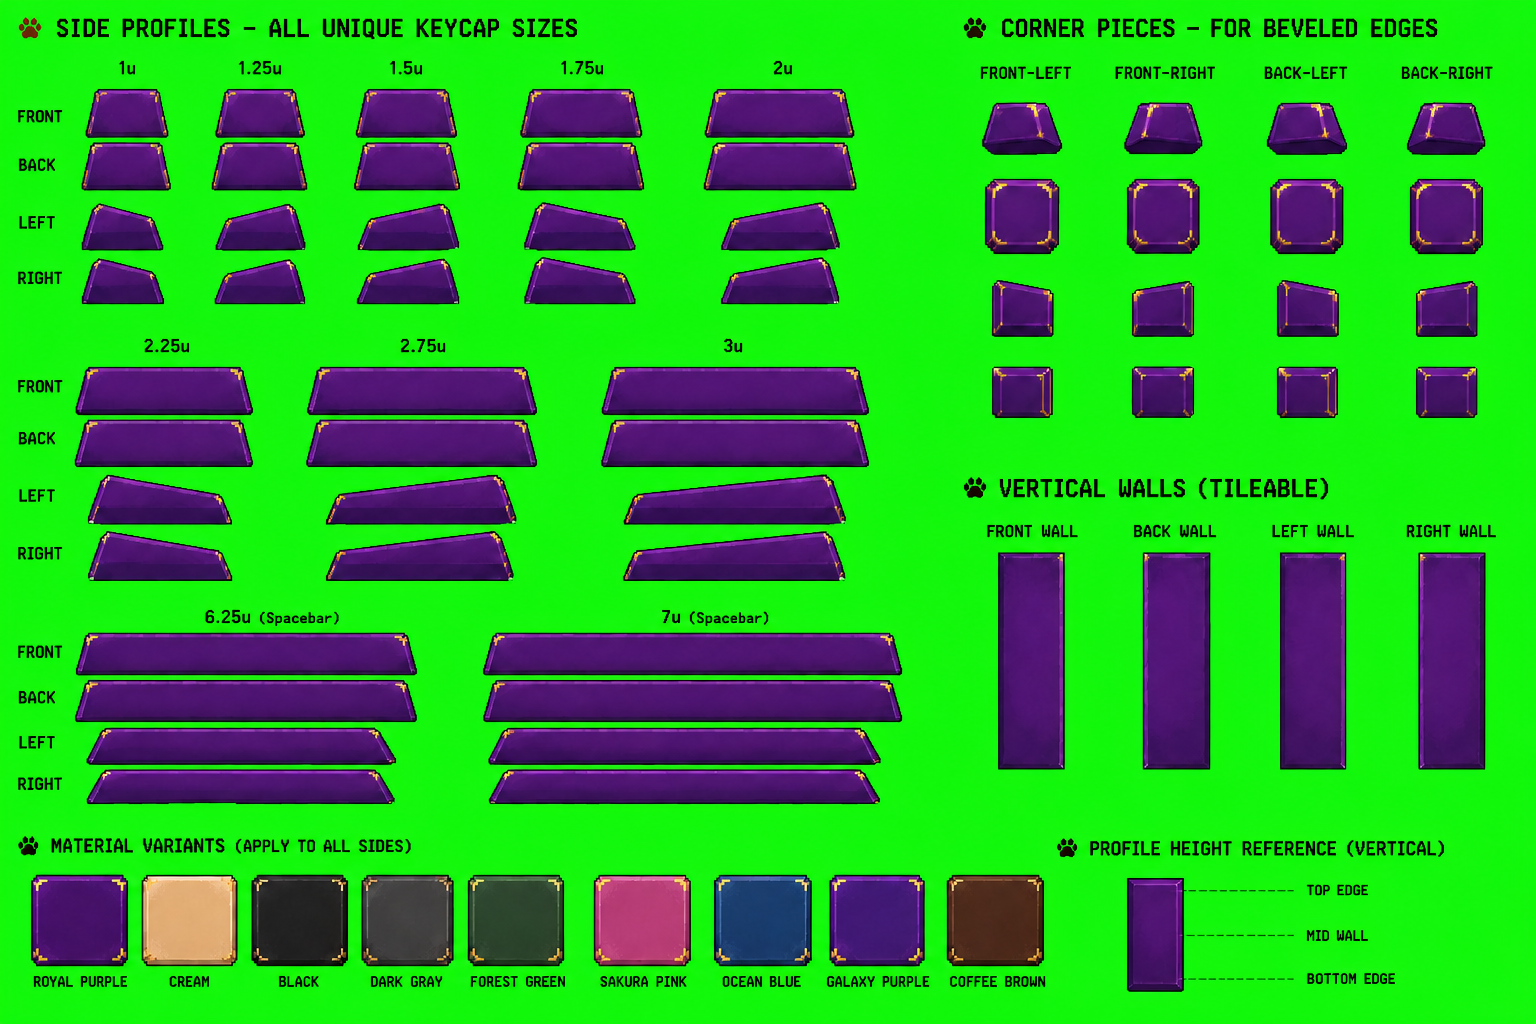 SIDE PROFILES – ALL UNIQUE KEYCAP SIZES
1u 1.25u 1.5u 1.75u 2u
FRONT
BACK
LEFT
RIGHT
2.25u 2.75u 3u
FRONT
BACK
LEFT
RIGHT
6.25u (Spacebar) 7u (Spacebar)
FRONT
BACK
LEFT
RIGHT
CORNER PIECES – FOR BEVELED EDGES
FRONT-LEFT FRONT-RIGHT BACK-LEFT BACK-RIGHT
VERTICAL WALLS (TILEABLE)
FRONT WALL BACK WALL LEFT WALL RIGHT WALL
MATERIAL VARIANTS (APPLY TO ALL SIDES)
ROYAL PURPLE CREAM BLACK DARK GRAY FOREST GREEN SAKURA PINK OCEAN BLUE GALAXY PURPLE COFFEE BROWN
PROFILE HEIGHT REFERENCE (VERTICAL)
TOP EDGE
MID WALL
BOTTOM EDGE